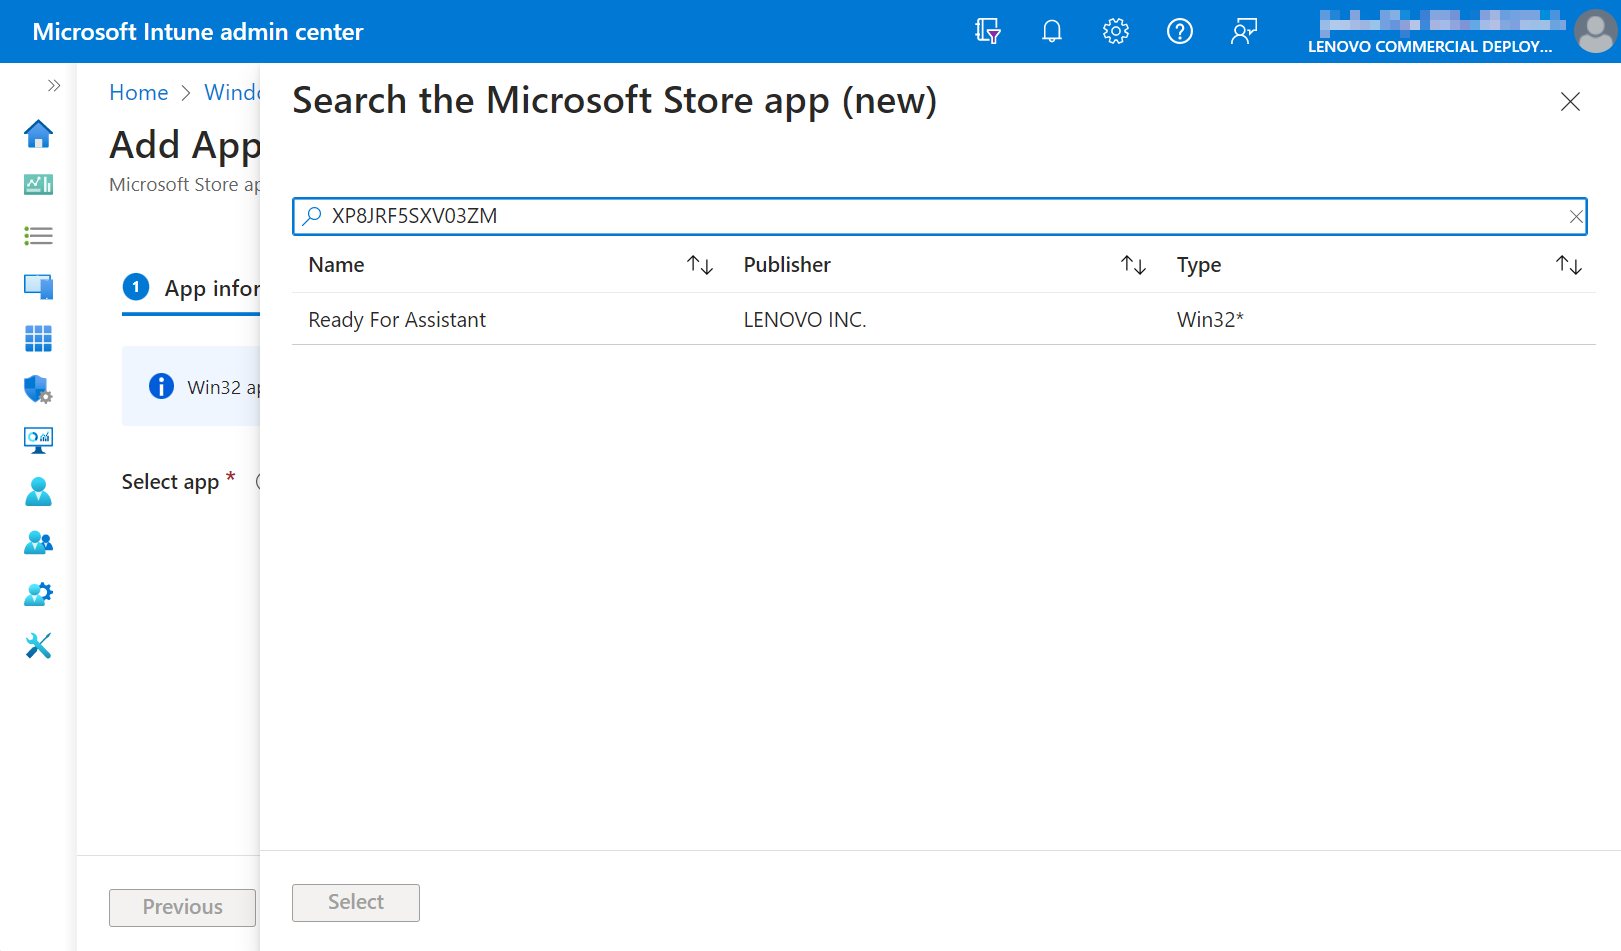 Microsoft Intune admin center
LENOVO COMMERCIAL DEPLOY...
Home > Windo
Add App
Microsoft Store ap
1 App infor
Win32 ap
Select app *
Previous
Search the Microsoft Store app (new)
XP8JRF5SXV03ZM
Name Publisher Type
Ready For Assistant LENOVO INC. Win32*
Select